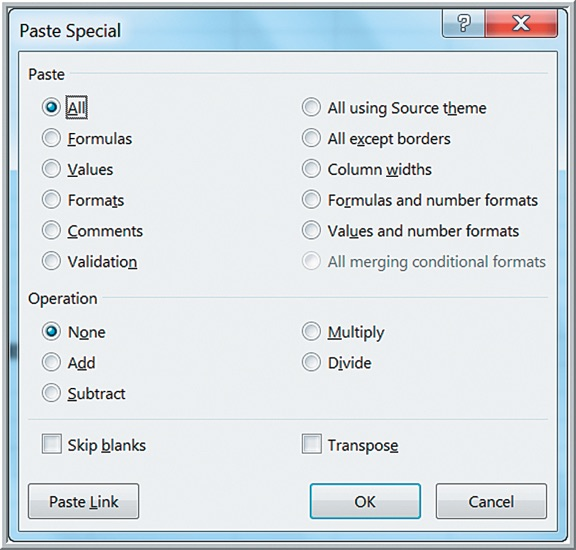 Paste Special
?
X
Paste
All
Formulas
Values
Formats
Comments
Validation
All using Source theme
All except borders
Column widths
Formulas and number formats
Values and number formats
All merging conditional formats
Operation
None
Add
Subtract
Multiply
Divide
Skip blanks
Transpose
Paste Link
OK
Cancel